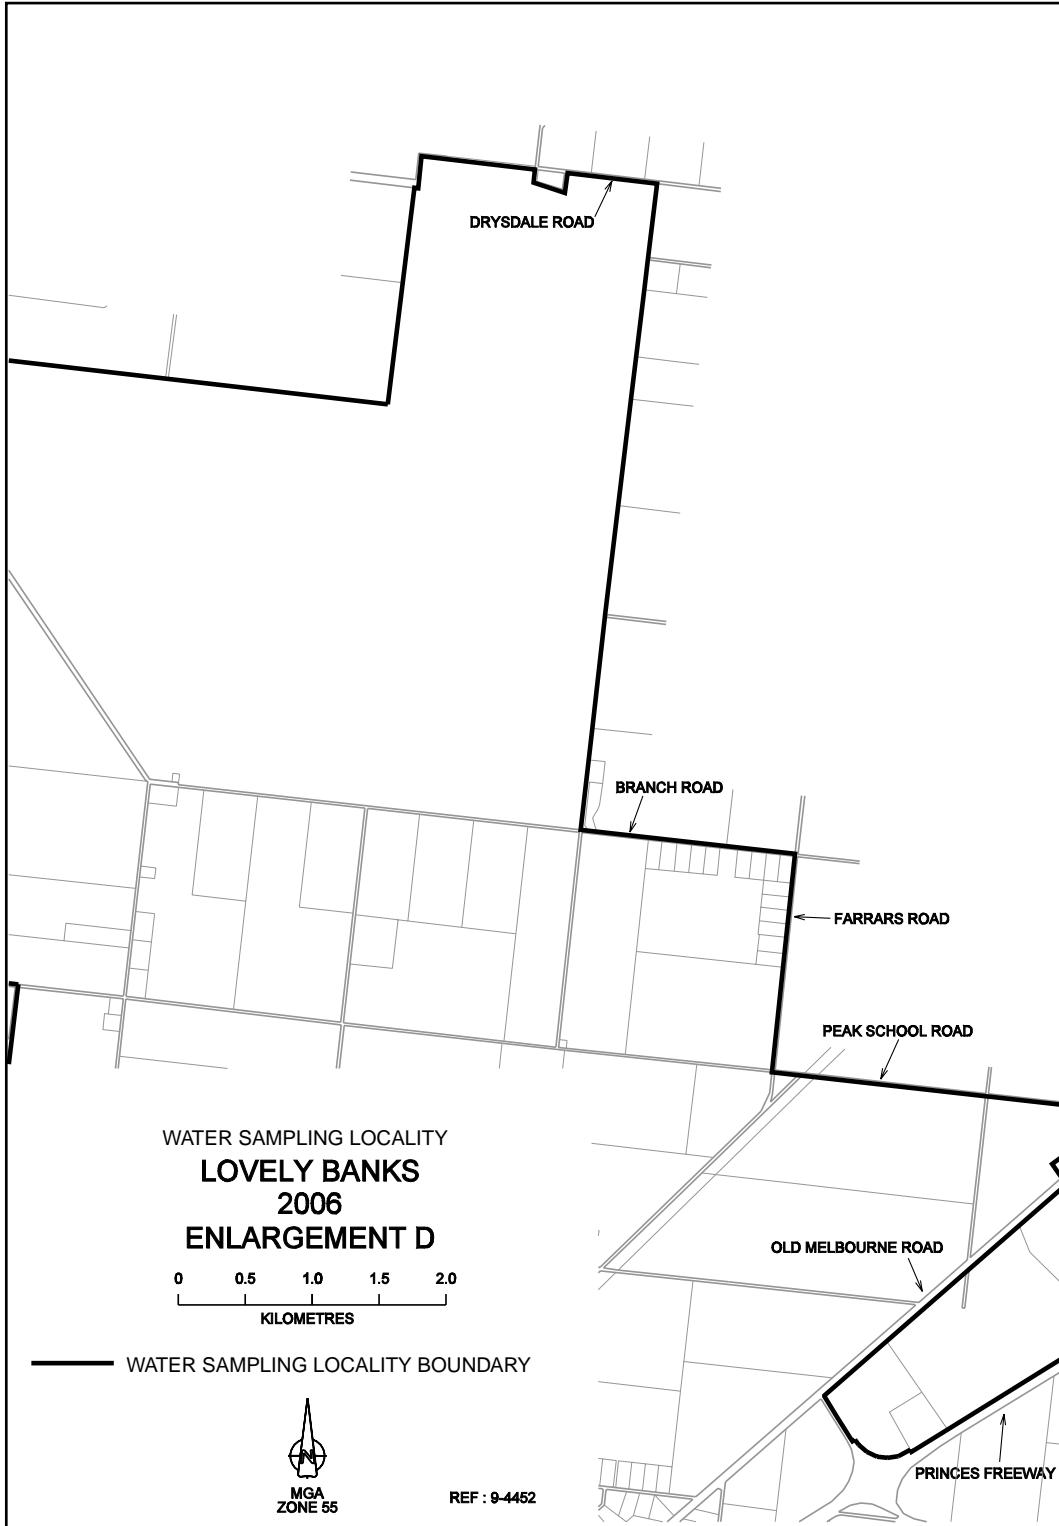 DRYSDALE ROAD
BRANCH ROAD
FARRARS ROAD
PEAK SCHOOL ROAD
WATER SAMPLING LOCALITY
LOVELY BANKS
2006
ENLARGEMENT D
OLD MELBOURNE ROAD
0 0.5 1.0 1.5 2.0
KILOMETRES
WATER SAMPLING LOCALITY BOUNDARY
N
MGA
ZONE 55
REF : 9-4452
PRINCES FREEWAY